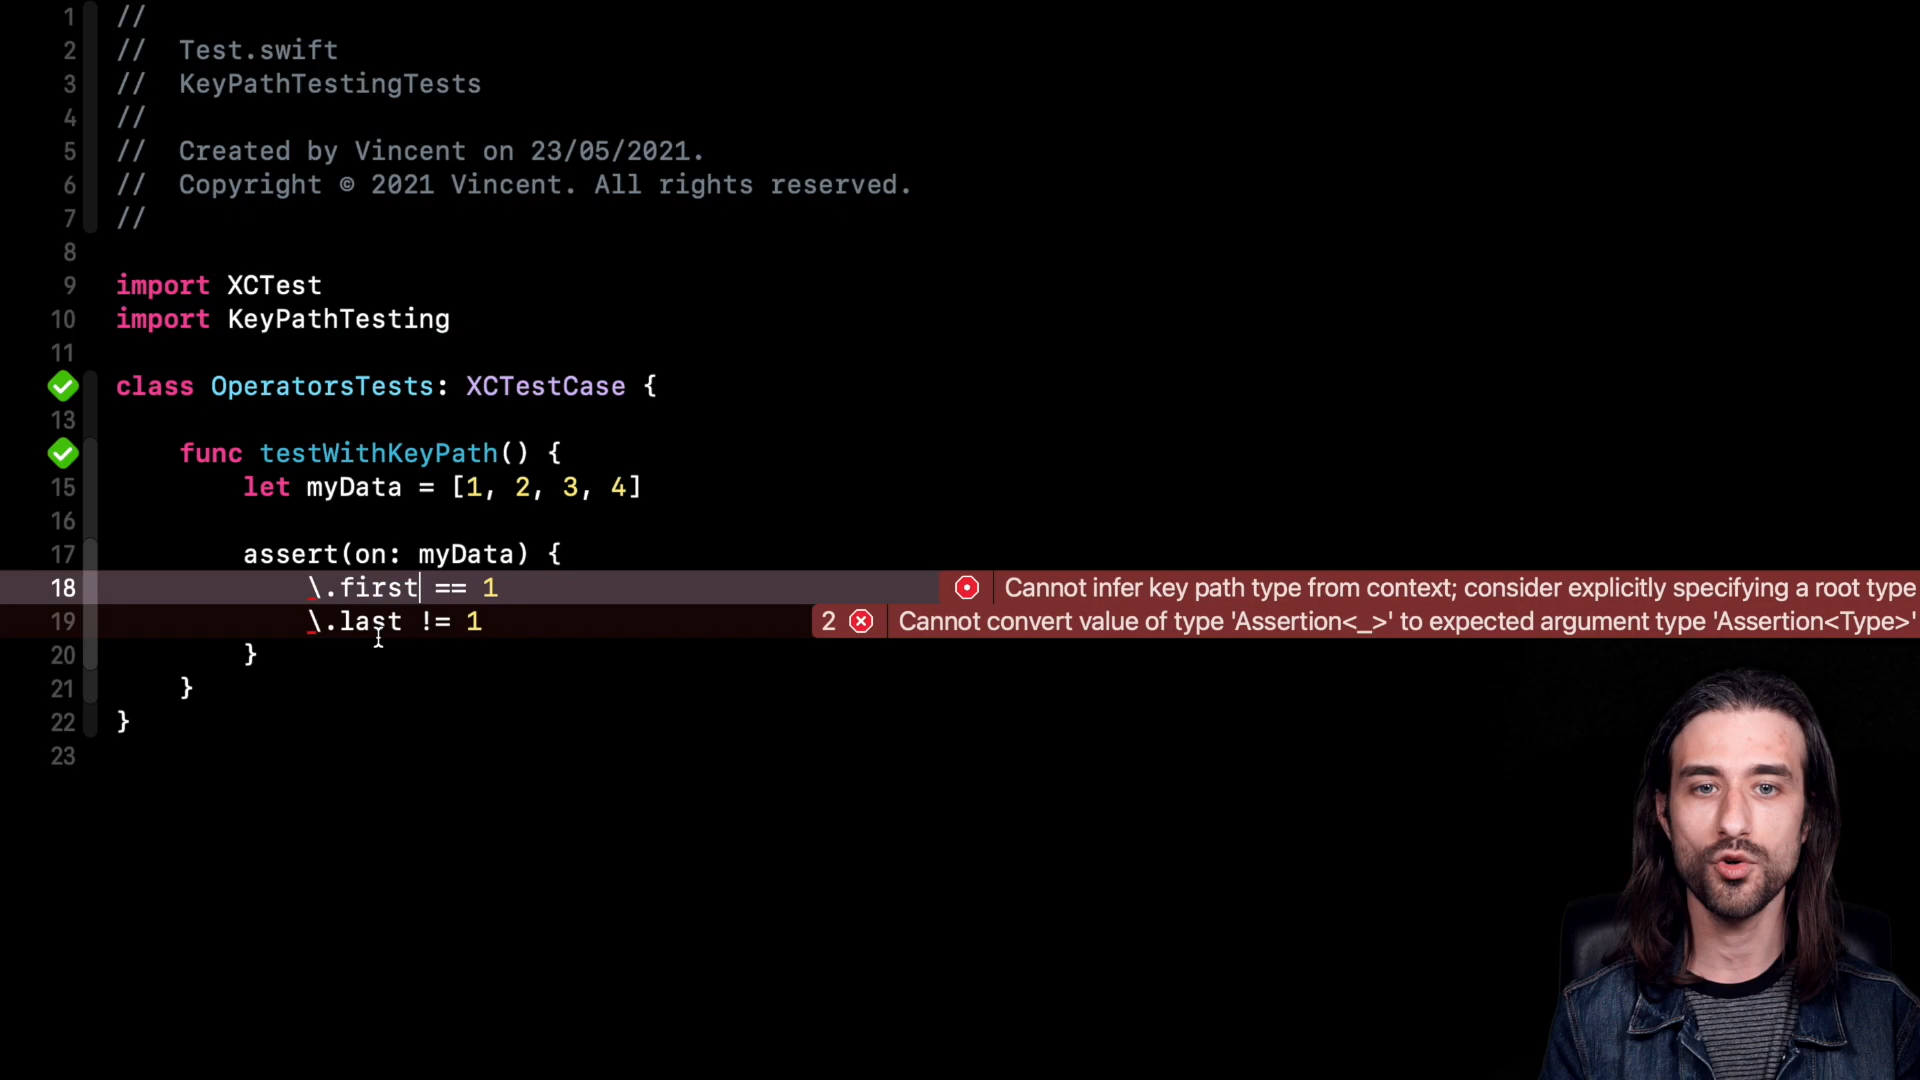 1 //
2 // Test.swift
3 // KeyPathTestingTests
4 //
5 // Created by Vincent on 23/05/2021.
6 // Copyright © 2021 Vincent. All rights reserved.
7 //
8
9 import XCTest
10 import KeyPathTesting
11
class OperatorsTests: XCTestCase {
13
func testWithKeyPath() {
15 let myData = [1, 2, 3, 4]
16
17 assert(on: myData) {
18 \.first == 1 Cannot infer key path type from context; consider explicitly specifying a root type
19 \.last != 1 2 Cannot convert value of type 'Assertion<_>' to expected argument type 'Assertion<Type>'
20 }
21 }
22 }
23